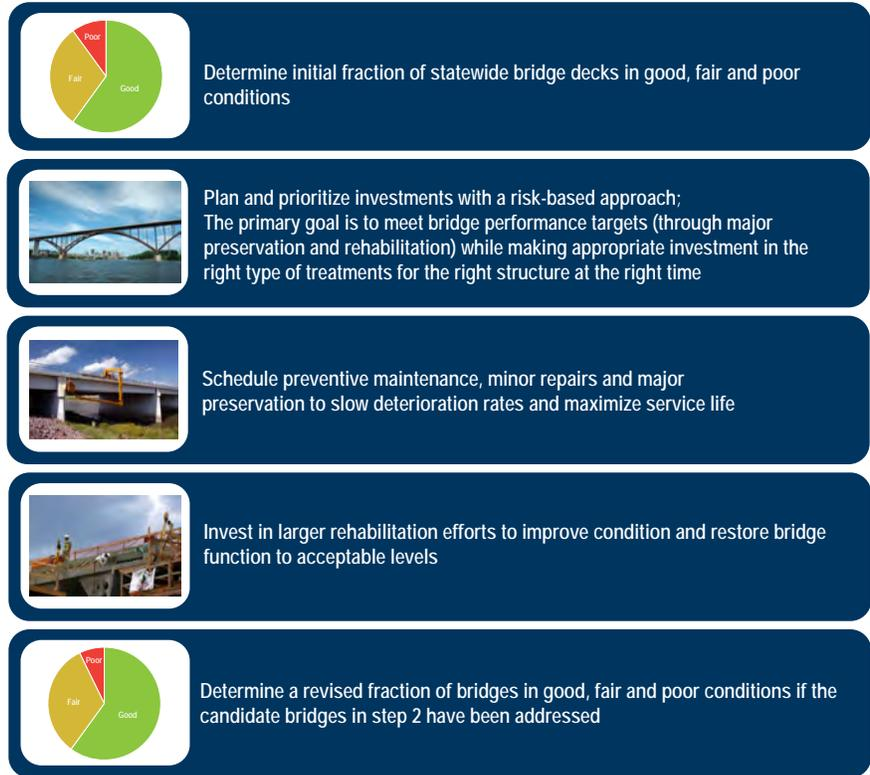 Poor
Fair
Good
Determine initial fraction of statewide bridge decks in good, fair and poor
conditions
Plan and prioritize investments with a risk-based approach;
The primary goal is to meet bridge performance targets (through major
preservation and rehabilitation) while making appropriate investment in the
right type of treatments for the right structure at the right time
Schedule preventive maintenance, minor repairs and major
preservation to slow deterioration rates and maximize service life
Invest in larger rehabilitation efforts to improve condition and restore bridge
function to acceptable levels
Poor
Fair
Good
Determine a revised fraction of bridges in good, fair and poor conditions if the
candidate bridges in step 2 have been addressed